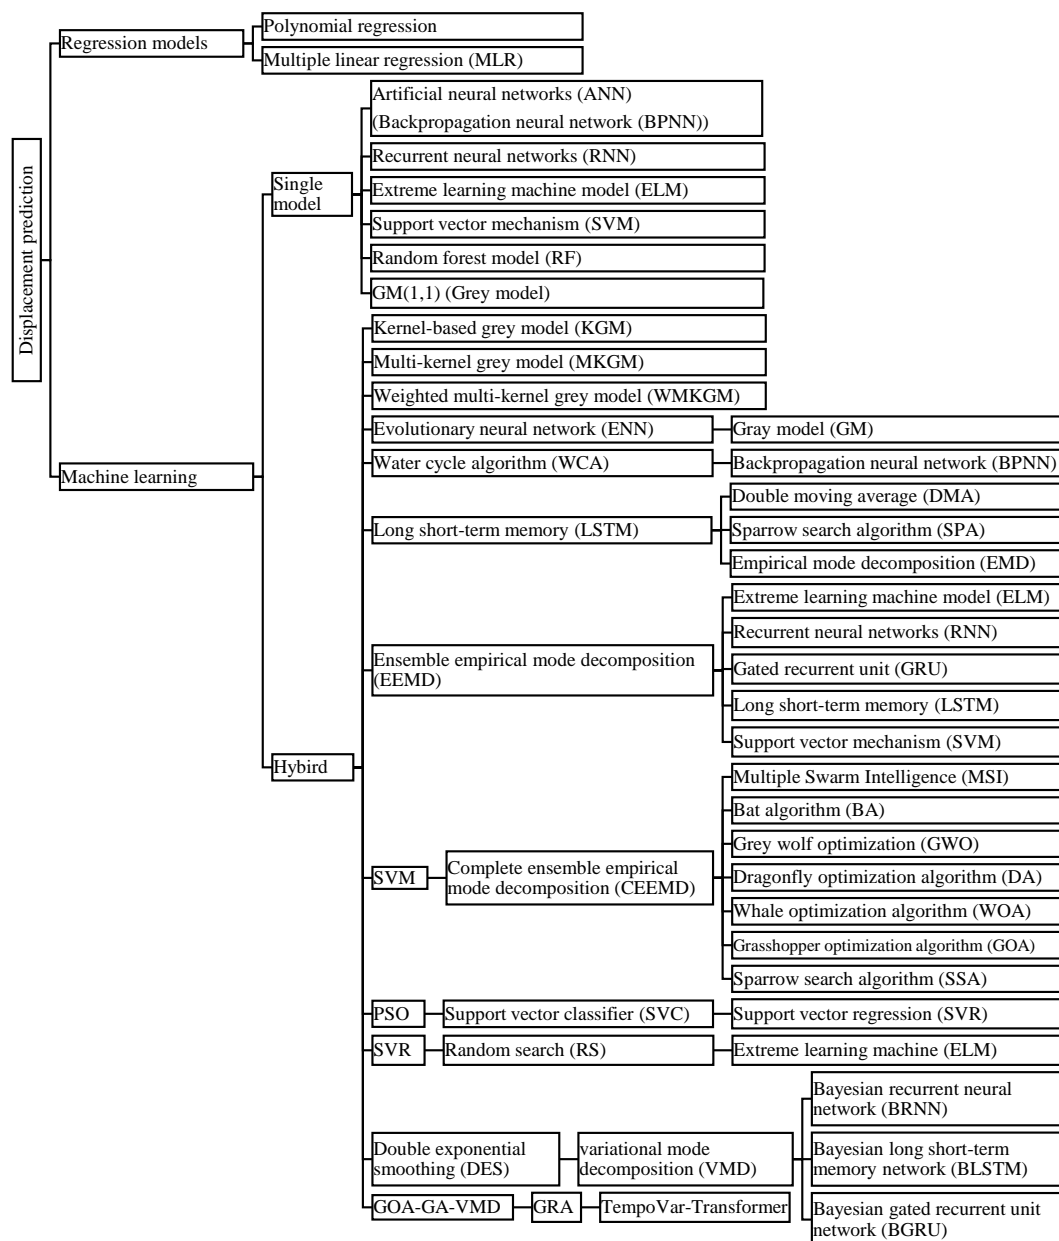 Displacement prediction
Regression models
Polynomial regression
Multiple linear regression (MLR)
Machine learning
Single
model
Artificial neural networks (ANN)
(Backpropagation neural network (BPNN))
Recurrent neural networks (RNN)
Extreme learning machine model (ELM)
Support vector mechanism (SVM)
Random forest model (RF)
GM(1,1) (Grey model)
Hybird
Kernel-based grey model (KGM)
Multi-kernel grey model (MKGM)
Weighted multi-kernel grey model (WMKGM)
Evolutionary neural network (ENN)
Gray model (GM)
Water cycle algorithm (WCA)
Backpropagation neural network (BPNN)
Long short-term memory (LSTM)
Double moving average (DMA)
Sparrow search algorithm (SPA)
Empirical mode decomposition (EMD)
Ensemble empirical mode decomposition
(EEMD)
Extreme learning machine model (ELM)
Recurrent neural networks (RNN)
Gated recurrent unit (GRU)
Long short-term memory (LSTM)
Support vector mechanism (SVM)
SVM
Complete ensemble empirical
mode decomposition (CEEMD)
Multiple Swarm Intelligence (MSI)
Bat algorithm (BA)
Grey wolf optimization (GWO)
Dragonfly optimization algorithm (DA)
Whale optimization algorithm (WOA)
Grasshopper optimization algorithm (GOA)
Sparrow search algorithm (SSA)
PSO
Support vector classifier (SVC)
Support vector regression (SVR)
SVR
Random search (RS)
Extreme learning machine (ELM)
Double exponential
smoothing (DES)
variational mode
decomposition (VMD)
Bayesian recurrent neural
network (BRNN)
Bayesian long short-term
memory network (BLSTM)
Bayesian gated recurrent unit
network (BGRU)
GOA-GA-VMD
GRA
TempoVar-Transformer